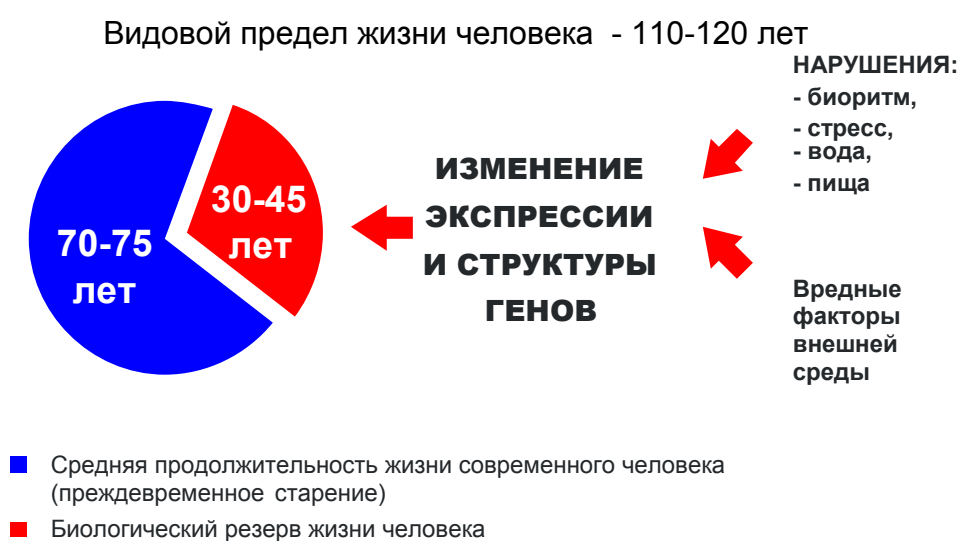 Видовой предел жизни человека - 110-120 лет
НАРУШЕНИЯ:
- биоритм,
- стресс,
- вода,
- пища
30-45
лет
70-75
лет
ИЗМЕНЕНИЕ
ЭКСПРЕССИИ
И СТРУКТУРЫ
ГЕНОВ
Вредные
факторы
внешней
среды
Средняя продолжительность жизни современного человека
(преждевременное старение)
Биологический резерв жизни человека